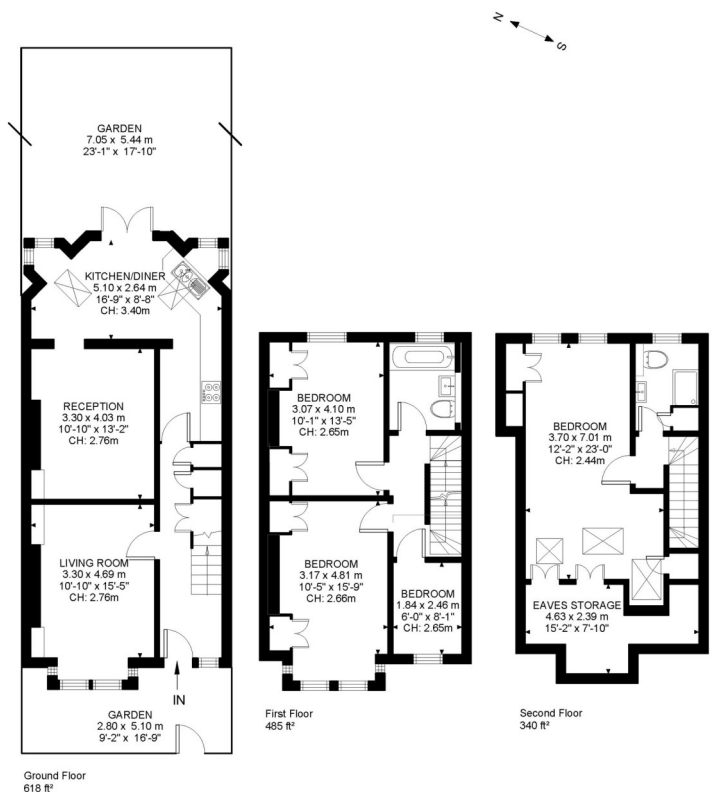 N
S
GARDEN
7.05 x 5.44 m
23'-1" x 17'-10"
KITCHEN/DINER
5.10 x 2.64 m
16'-9" x 8'-8"
CH: 3.40m
RECEPTION
3.30 x 4.03 m
10'-10" x 13'-2"
CH: 2.76m
LIVING ROOM
3.30 x 4.69 m
10'-10" x 15'-5"
CH: 2.76m
IN
GARDEN
2.80 x 5.10 m
9'-2" x 16'-9"
Ground Floor
618 ft²
BEDROOM
3.07 x 4.10 m
10'-1" x 13'-5"
CH: 2.65m
BEDROOM
3.17 x 4.81 m
10'-5" x 15'-9"
CH: 2.66m
BEDROOM
1.84 x 2.46 m
6'-0" x 8'-1"
CH: 2.65m
First Floor
485 ft²
BEDROOM
3.70 x 7.01 m
12'-2" x 23'-0"
CH: 2.44m
EAVES STORAGE
4.63 x 2.39 m
15'-2" x 7'-10"
Second Floor
340 ft²